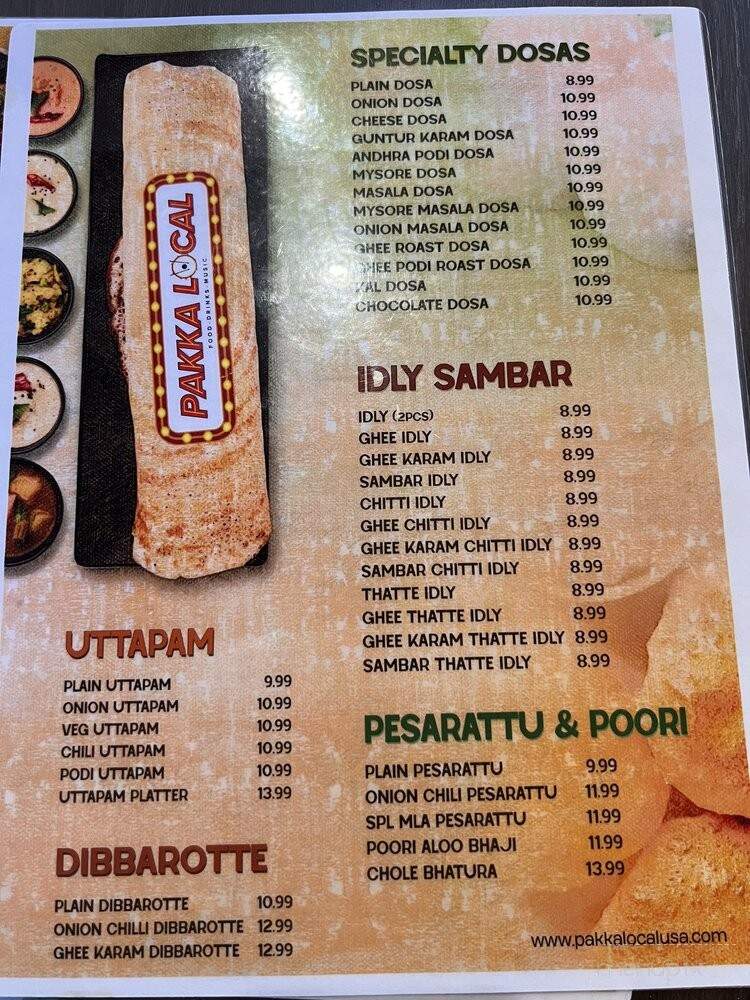 PAKKA LOCAL
FOOD·DRINKS·MUSIC
SPECIALTY DOSAS
PLAIN DOSA 8.99
ONION DOSA 10.99
CHEESE DOSA 10.99
GUNTUR KARAM DOSA 10.99
ANDHRA PODI DOSA 10.99
MYSORE DOSA 10.99
MASALA DOSA 10.99
MYSORE MASALA DOSA 10.99
ONION MASALA DOSA 10.99
GHEE ROAST DOSA 10.99
GHEE PODI ROAST DOSA 10.99
KAL DOSA 10.99
CHOCOLATE DOSA 10.99
IDLY SAMBAR
IDLY (2PCS) 8.99
GHEE IDLY 8.99
GHEE KARAM IDLY 8.99
SAMBAR IDLY 8.99
CHITTI IDLY 8.99
GHEE CHITTI IDLY 8.99
GHEE KARAM CHITTI IDLY 8.99
SAMBAR CHITTI IDLY 8.99
THATTE IDLY 8.99
GHEE THATTE IDLY 8.99
GHEE KARAM THATTE IDLY 8.99
SAMBAR THATTE IDLY 8.99
UTTAPAM
PLAIN UTTAPAM 9.99
ONION UTTAPAM 10.99
VEG UTTAPAM 10.99
CHILI UTTAPAM 10.99
PODI UTTAPAM 10.99
UTTAPAM PLATTER 13.99
PESARATTU & POORI
PLAIN PESARATTU 9.99
ONION CHILI PESARATTU 11.99
SPL MLA PESARATTU 11.99
POORI ALOO BHAJI 11.99
CHOLE BHATURA 13.99
DIBBAROTTE
PLAIN DIBBAROTTE 10.99
ONION CHILLI DIBBAROTTE 12.99
GHEE KARAM DIBBAROTTE 12.99
www.pakkalocalusa.com